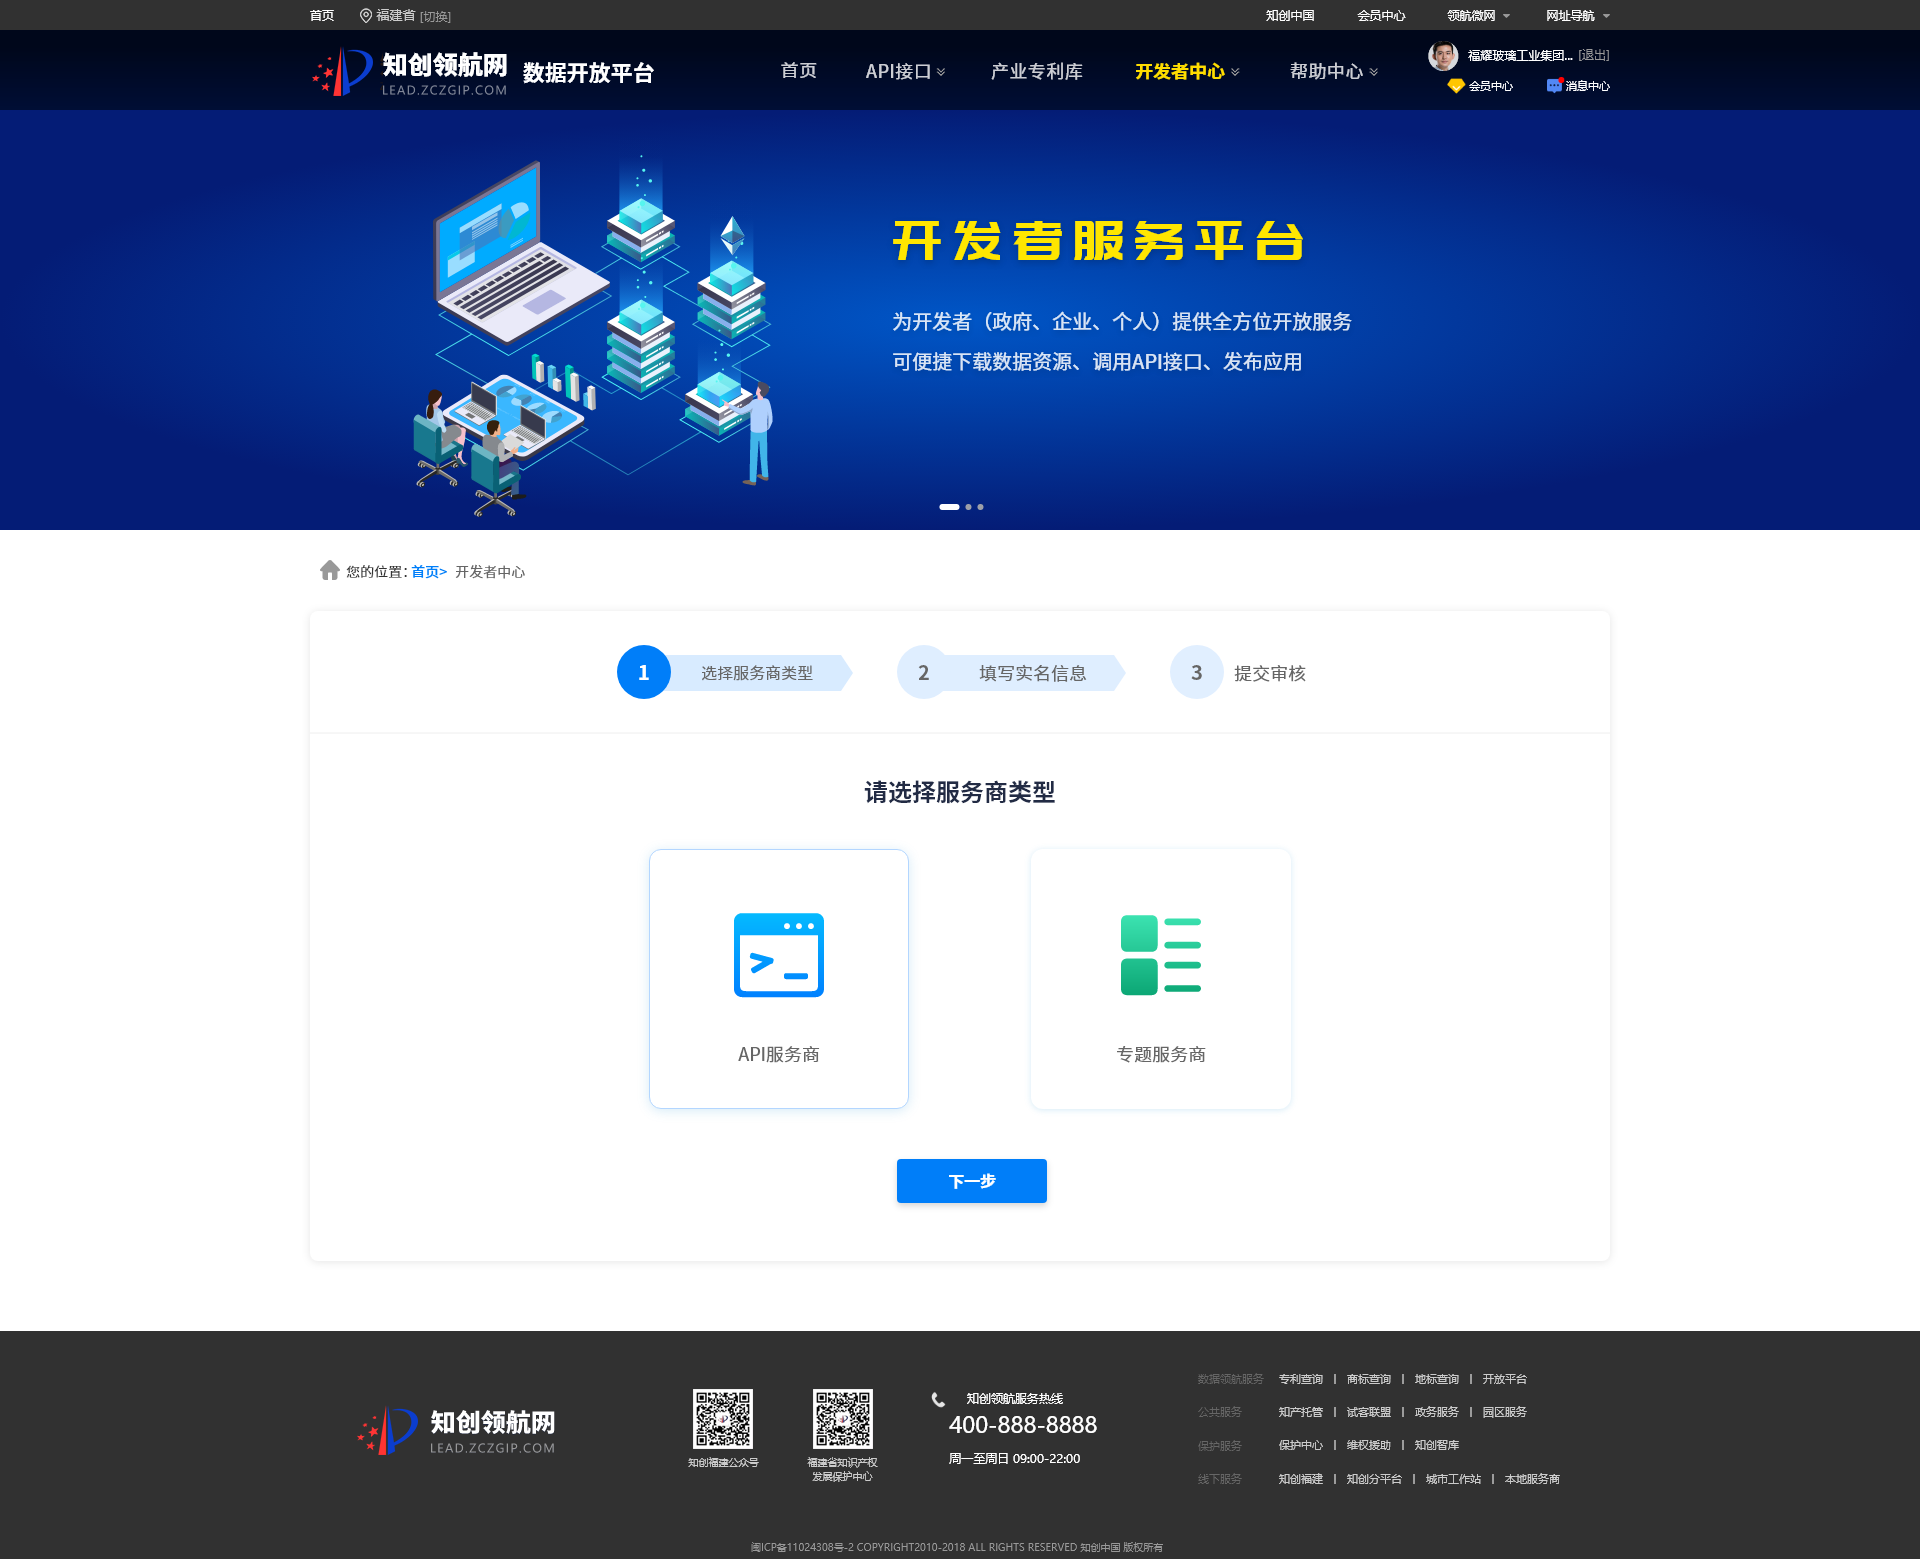 首页 福建省 [切换] 知创中国 会员中心 领航微网 网址导航
知创领航网 数据开放平台
LEAD.ZCZGIP.COM
首页 API接口 产业专利库 开发者中心 帮助中心
福耀玻璃工业集团... [退出]
会员中心 消息中心
开发者服务平台
为开发者（政府、企业、个人）提供全方位开放服务
可便捷下载数据资源、调用API接口、发布应用
您的位置：首页> 开发者中心
1 选择服务商类型 2 填写实名信息 3 提交审核
请选择服务商类型
API服务商 专题服务商
下一步
知创领航网
LEAD.ZCZGIP.COM
知创福建公众号
福建省知识产权
发展保护中心
知创领航服务热线
400-888-8888
周一至周日 09:00-22:00
数据领航服务 专利查询 | 商标查询 | 地标查询 | 开放平台
公共服务 知产托管 | 试客联盟 | 政务服务 | 园区服务
保护服务 保护中心 | 维权援助 | 知创智库
线下服务 知创福建 | 知创分平台 | 城市工作站 | 本地服务商
闽ICP备11024308号-2 COPYRIGHT2010-2018 ALL RIGHTS RESERVED 知创中国 版权所有